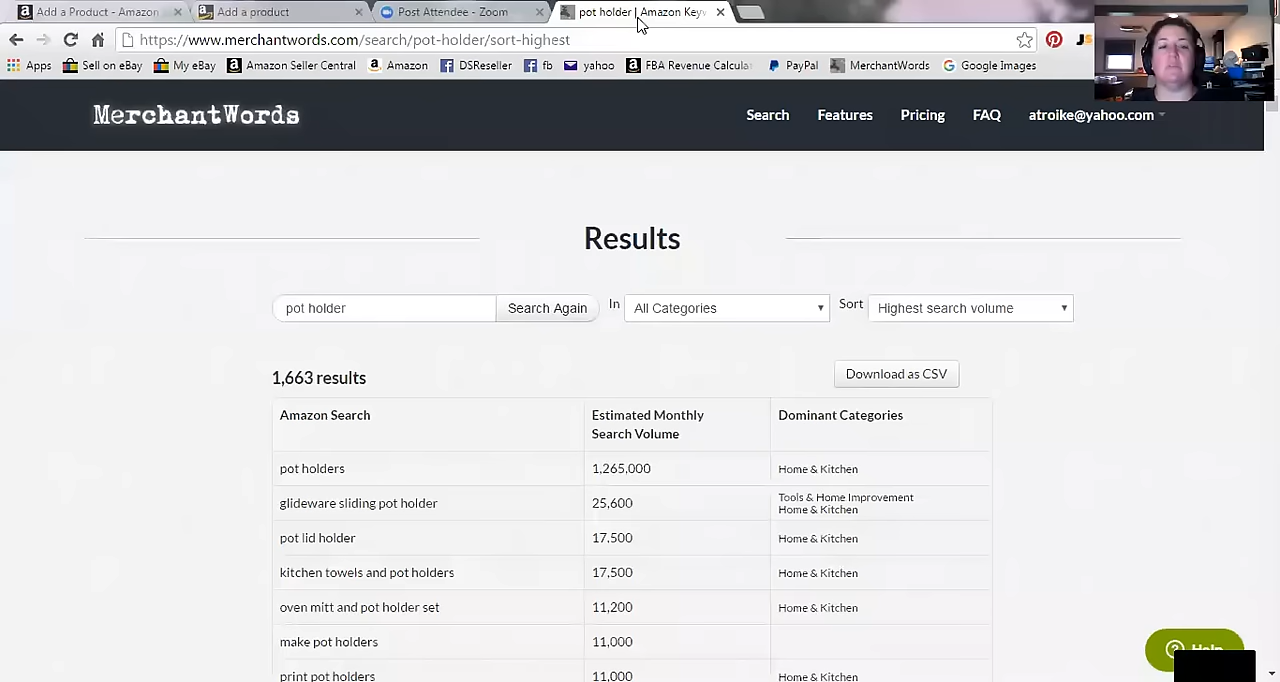 Add a Product - Amazon
Add a product
Post Attendee - Zoom
pot holder | Amazon Key
https://www.merchantwords.co
/search/po
ort-highest
Apps
Sell on eBay
My eBay
Amazon Seller Central
Amazon
DS seller
fb
yahoo
FBA Revenue Calcula
PayPal
MerchantWords
Google Images
MerchantWords
Search
Features
Pricing
FAQ
atroike@yahoo.com
Results
pot holder
Search Again
In
All Categories
Sort
Highest search volume
1,663 results
Download as CSV
Amazon Search
Estimated Monthly
Search Volume
Dominant Categories
pot holders
1,265,000
Home & Kitchen
glideware sliding pot holder
25,600
Tools & Home Improvement
Home & Kitchen
pot lid holder
17,500
Home & Kitchen
kitchen towels and pot holders
17,500
Home & Kitchen
oven mitt and pot holder set
11,200
Home & Kitchen
make pot holders
11,000
print pot holders
11,000
Home & Kitchen
Help